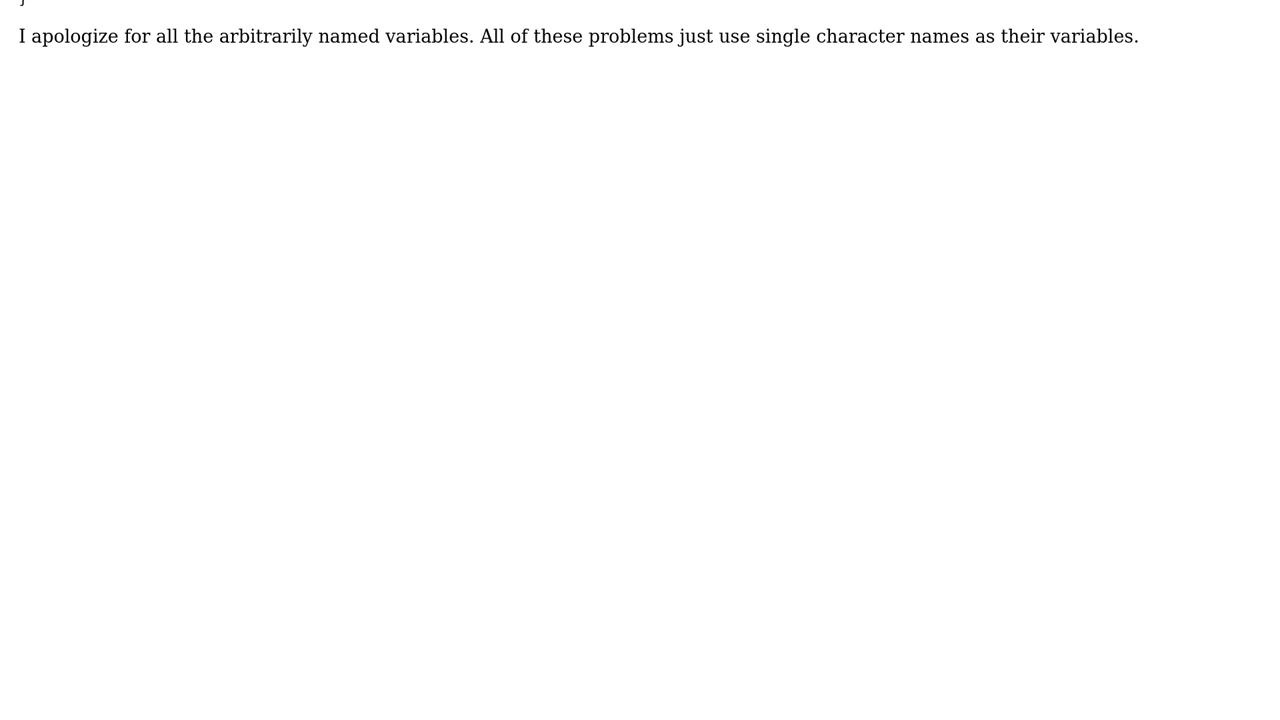 I apologize for all the arbitrarily named variables. All of these problems just use single character names as their variables.